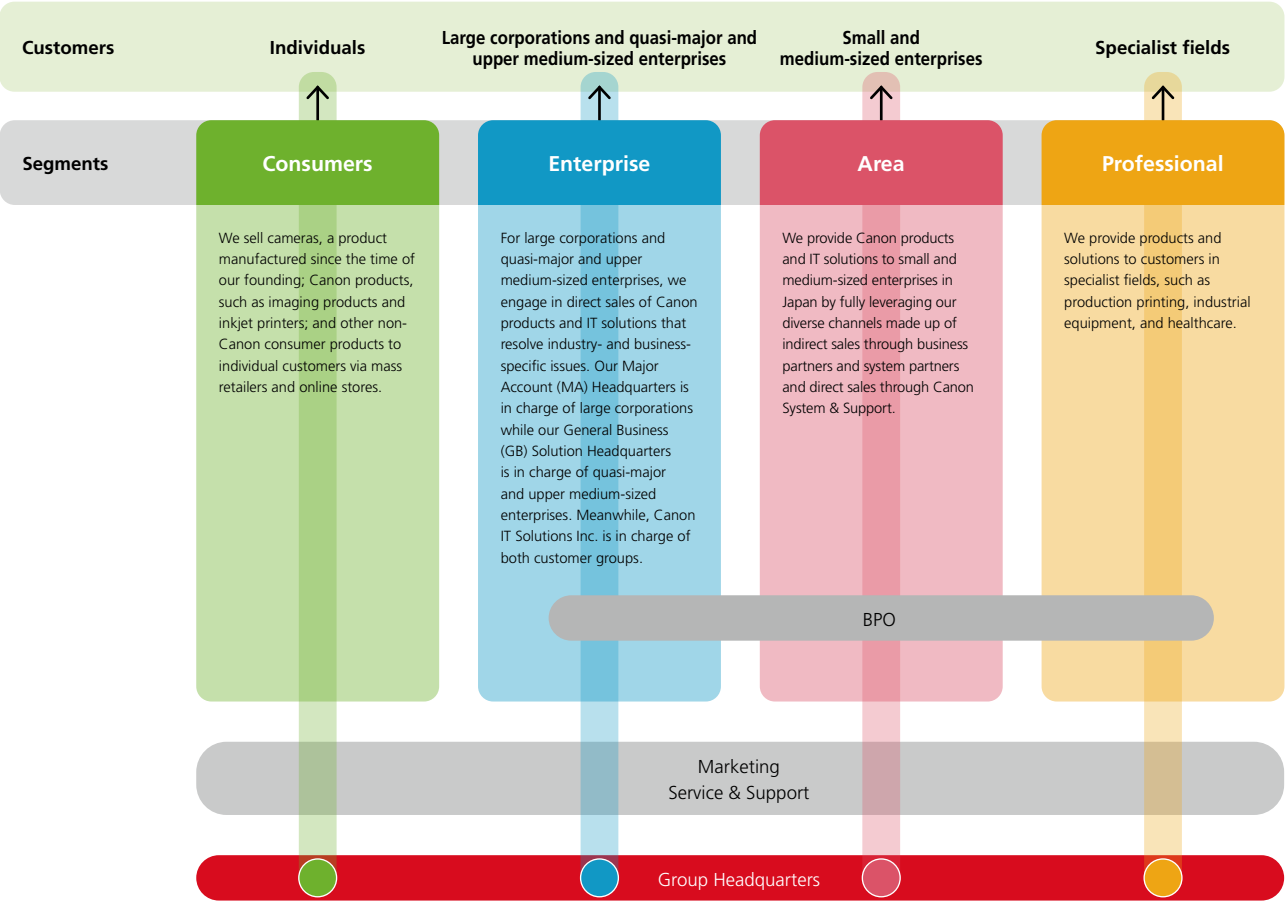 Customers
Individuals
Large corporations and quasi-major and
upper medium-sized enterprises
Small and
medium-sized enterprises
Specialist fields
Segments
Consumers
Enterprise
Area
Professional
We sell cameras, a product
manufactured since the time of
our founding; Canon products,
such as imaging products and
inkjet printers; and other non-
Canon consumer products to
individual customers via mass
retailers and online stores.
For large corporations and
quasi-major and upper
medium-sized enterprises, we
engage in direct sales of Canon
products and IT solutions that
resolve industry- and business-
specific issues. Our Major
Account (MA) Headquarters is
in charge of large corporations
while our General Business
(GB) Solution Headquarters
is in charge of quasi-major
and upper medium-sized
enterprises. Meanwhile, Canon
IT Solutions Inc. is in charge of
both customer groups.
We provide Canon products
and IT solutions to small and
medium-sized enterprises in
Japan by fully leveraging our
diverse channels made up of
indirect sales through business
partners and system partners
and direct sales through Canon
System & Support.
We provide products and
solutions to customers in
specialist fields, such as
production printing, industrial
equipment, and healthcare.
BPO
Marketing
Service & Support
Group Headquarters